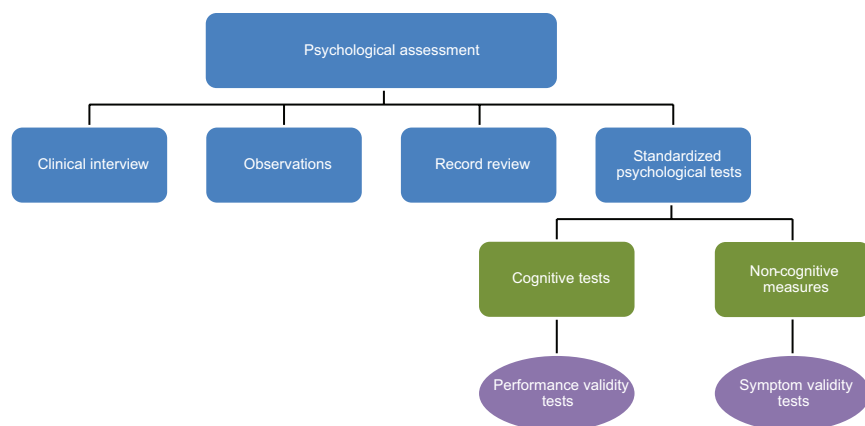 Psychological assessment
Clinical interview
Observations
Record review
Standardized
psychological tests
Cognitive tests
Non-cognitive
measures
Performance validity
tests
Symptom validity
tests